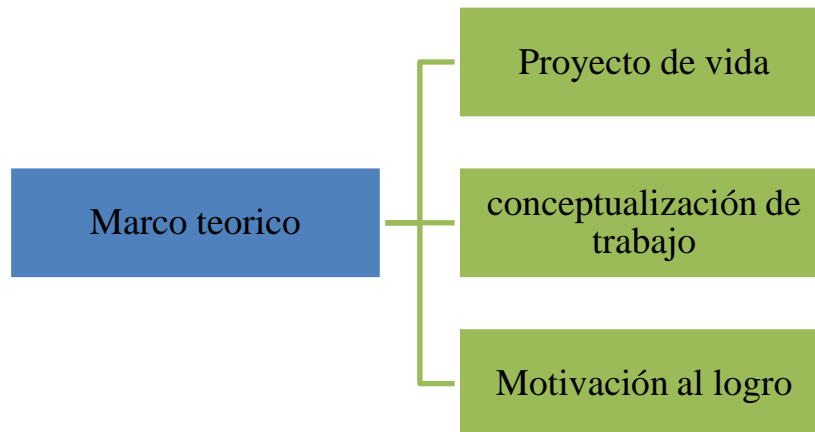 Proyecto de vida
Marco teorico
conceptualización de
trabajo
Motivación al logro